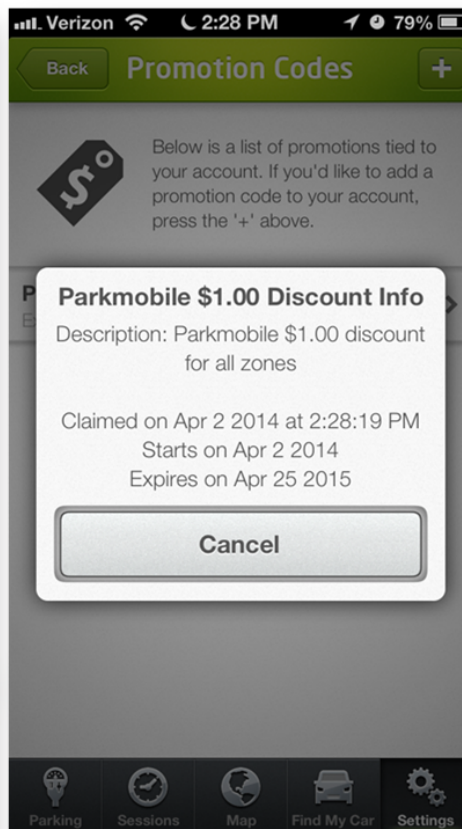 Verizon 2:28 PM 79%
Back Promotion Codes +
Below is a list of promotions tied to
your account. If you'd like to add a
promotion code to your account,
press the '+' above.
Parkmobile $1.00 Discount Info
Description: Parkmobile $1.00 discount
for all zones
Claimed on Apr 2 2014 at 2:28:19 PM
Starts on Apr 2 2014
Expires on Apr 25 2015
Cancel
Parking Sessions Map Find My Car Settings